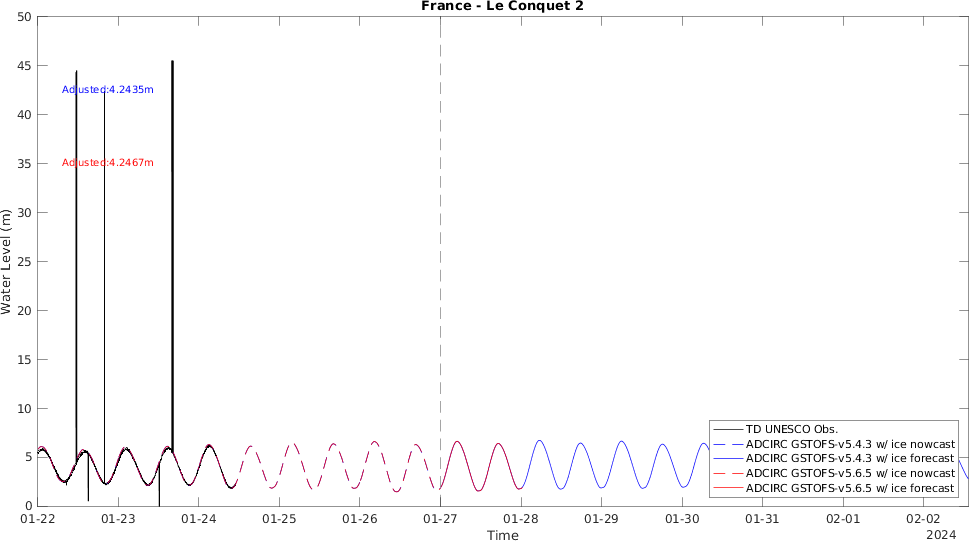 France - Le Conquet 2
50
45
40
35
30
25
20
15
10
5
0
Water Level (m)
Adjusted:4.2435m
Adjusted:4.2467m
TD UNESCO Obs.
ADCIRC GSTOFS-v5.4.3 w/ ice nowcast
ADCIRC GSTOFS-v5.4.3 w/ ice forecast
ADCIRC GSTOFS-v5.6.5 w/ ice nowcast
ADCIRC GSTOFS-v5.6.5 w/ ice forecast
01-22 01-23 01-24 01-25 01-26 01-27 01-28 01-29 01-30 01-31 02-01 02-02
2024
Time